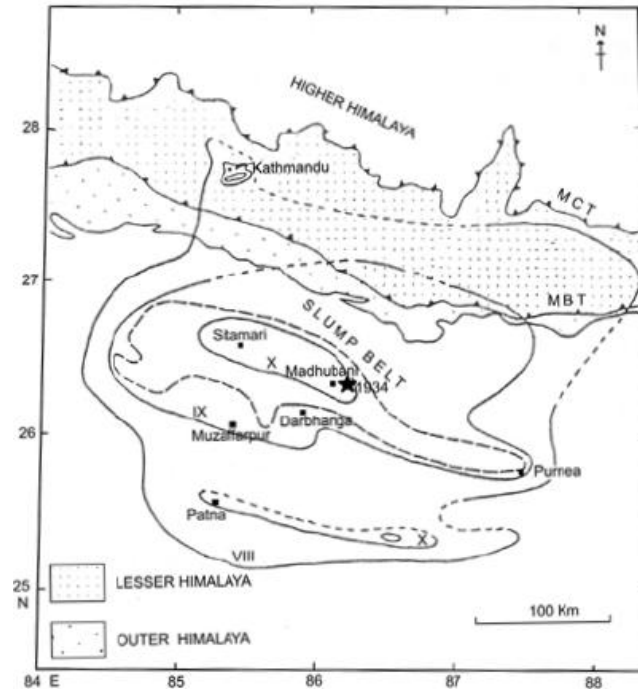 N
HIGHER HIMALAYA
28
Kathmandu
MCT
27
MBT
SLUMP BELT
Sitamari
X
Madhubani
1934
IX
Darbhanga
26
Muzaffarpur
Purnea
Patna
X
VIII
LESSER HIMALAYA
25
N
100 Km
OUTER HIMALAYA
84 E
85
86
87
88